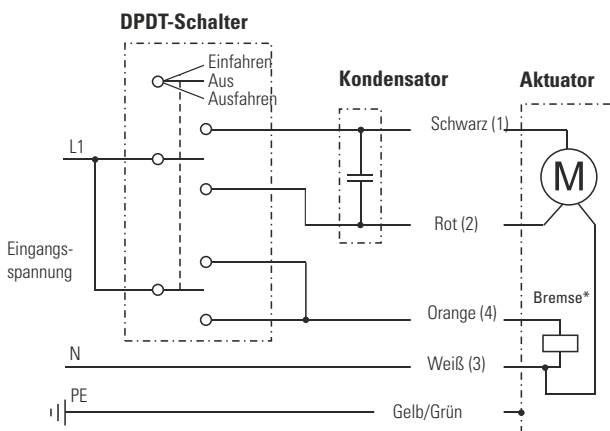 DPDT-Schalter
Einfahren
Aus
Ausfahren
Kondensator
Aktuator
L1
Schwarz (1)
M
Rot (2)
Eingangs-
spannung
Bremse*
Orange (4)
N
Weiß (3)
PE
Gelb/Grün